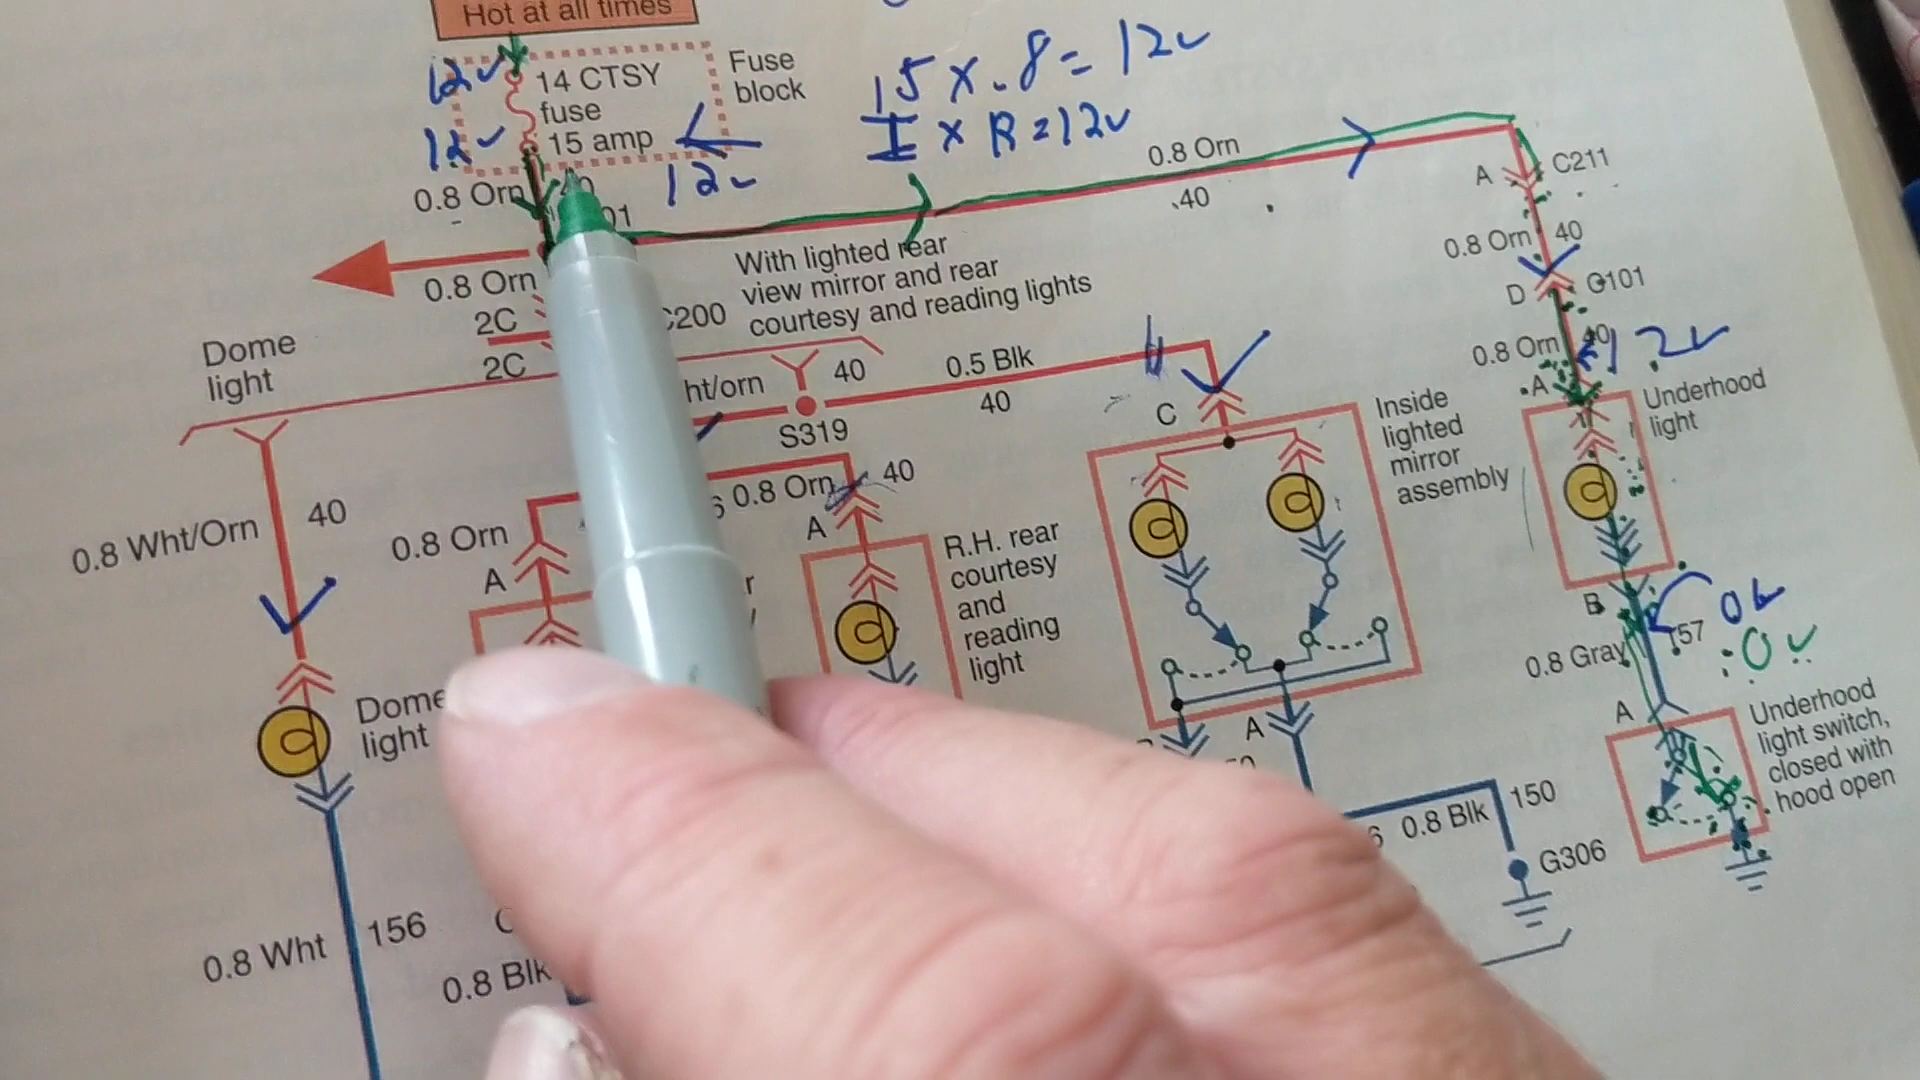 Hot at all times
12v
14 CTSY
fuse
15 amp
12v
Fuse
block
15 x .8 = 12v
I x R = 12v
12v
0.8 Orn
40
0.8 Orn
40
A
C211
0.8 Orn
40
D
G101
0.8 Orn
40
12v
A
Underhood
light
0.8 Orn
2C
2C
C200
With lighted rear
view mirror and rear
courtesy and reading lights
Dome
light
ht/orn
40
S319
0.5 Blk
40
C
Inside
lighted
mirror
assembly
0.8 Wht/Orn
40
0.8 Orn
A
0.8 Orn
40
A
R.H. rear
courtesy
and
reading
light
Dome
light
B
0v
157
0v
0.8 Gray
A
Underhood
light switch,
closed with
hood open
A
150
0.8 Blk
G306
0.8 Wht
156
0.8 Blk